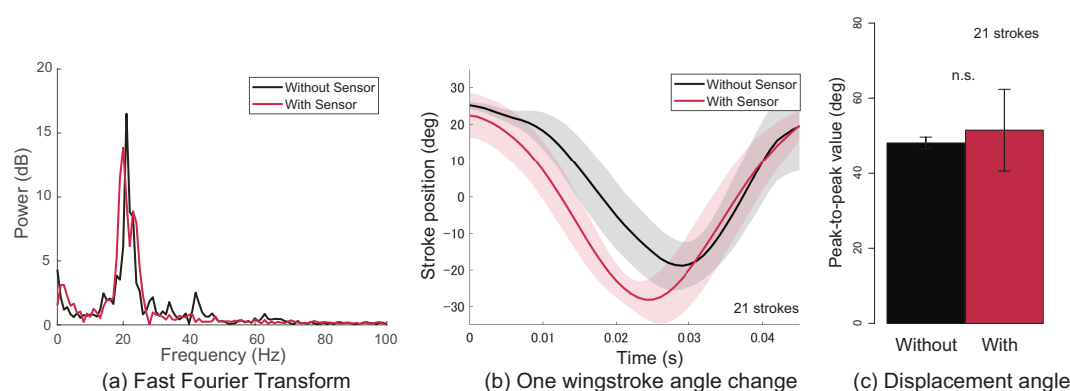 20
15
10
5
0
Power (dB)
Without Sensor
With Sensor
0 20 40 60 80 100
Frequency (Hz)
(a) Fast Fourier Transform
30
20
10
0
−10
−20
−30
Stroke position (deg)
Without Sensor
With Sensor
21 strokes
0 0.01 0.02 0.03 0.04
Time (s)
(b) One wingstroke angle change
80
60
40
20
0
Peak-to-peak value (deg)
21 strokes
n.s.
Without With
(c) Displacement angle